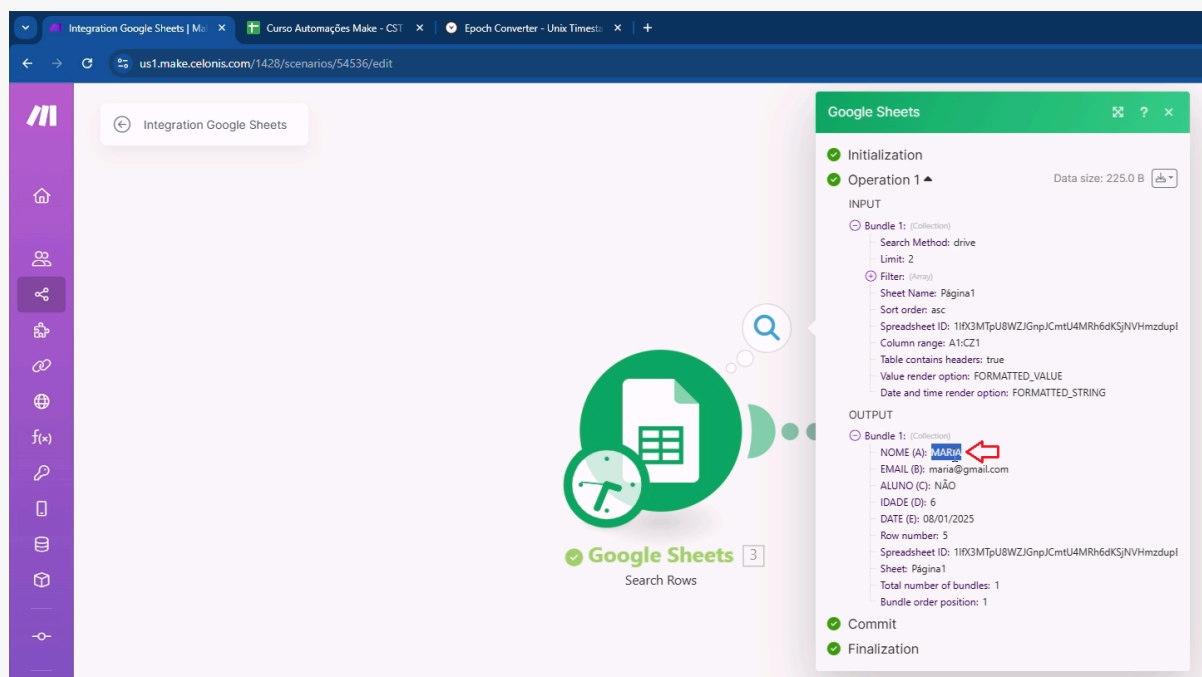 Integration Google Sheets | Ma
Curso Automações Make - CST
Epoch Converter - Unix Timesta
us1.make.celonis.com/1428/scenarios/54536/edit
Integration Google Sheets
Google Sheets
Search Rows
3
Google Sheets
?
Initialization
Operation 1
Data size: 225.0 B
INPUT
Bundle 1: (Collection)
Search Method: drive
Limit: 2
Filter: (Array)
Sheet Name: Página1
Sort order: asc
Spreadsheet ID:
Column range: A1:CZ1
Table contains headers: true
Value render option: FORMATTED_VALUE
Date and time render option: FORMATTED_STRING
OUTPUT
Bundle 1: (Collection)
NOME (A): MARIA
EMAIL (B): maria@gmail.com
ALUNO (C): NÃO
IDADE (D): 6
DATE (E): 08/01/2025
Row number: 5
Spreadsheet ID:
Sheet: Página1
Total number of bundles: 1
Bundle order position: 1
Commit
Finalization
f(x)